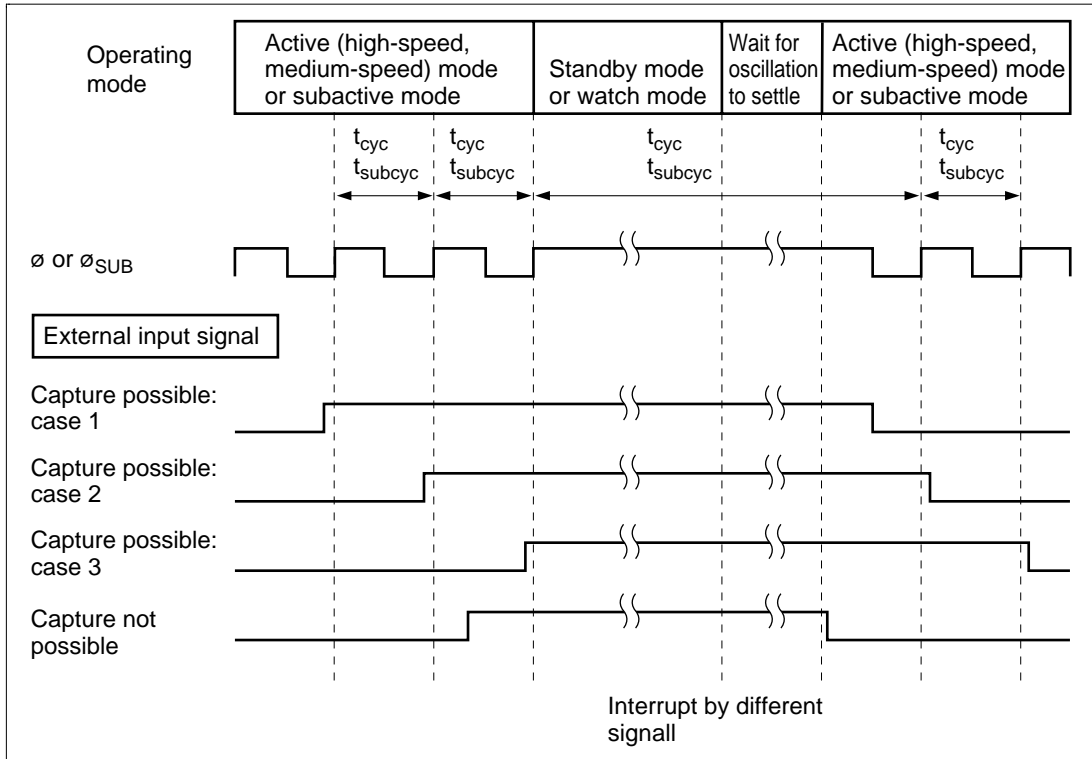 Operating
mode
Active (high-speed,
medium-speed) mode
or subactive mode
Standby mode
or watch mode
Wait for
oscillation
to settle
Active (high-speed,
medium-speed) mode
or subactive mode
tcyc
tsubcyc
tcyc
tsubcyc
tcyc
tsubcyc
tcyc
tsubcyc
ø or øSUB
External input signal
Capture possible:
case 1
Capture possible:
case 2
Capture possible:
case 3
Capture not
possible
Interrupt by different
signall